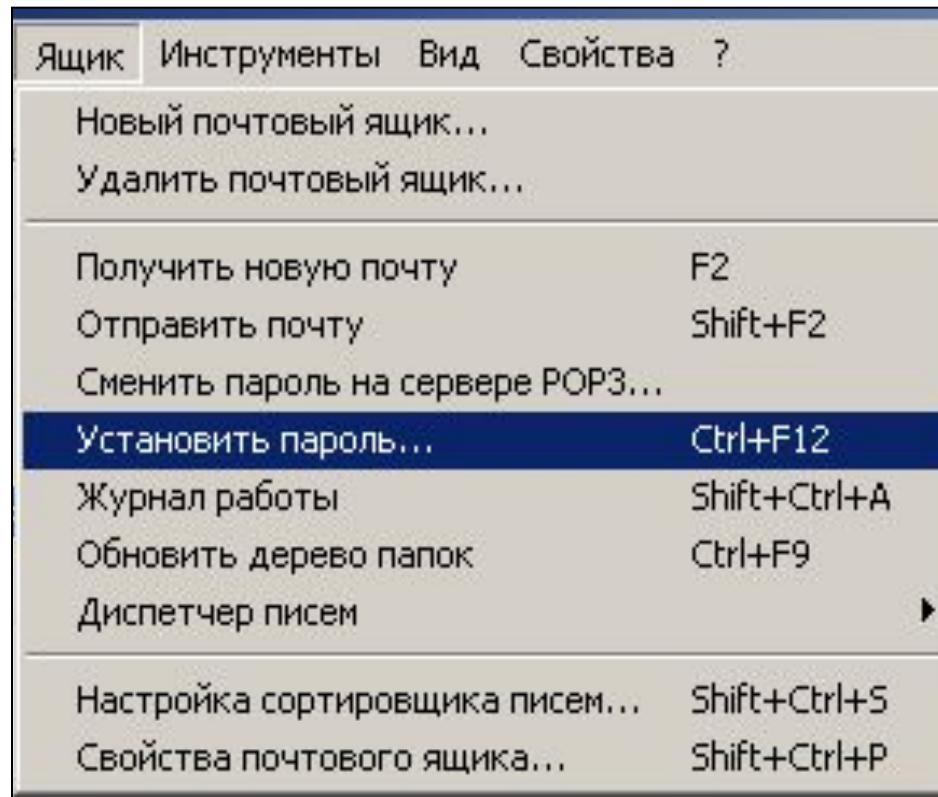 Ящик Инструменты Вид Свойства ?
Новый почтовый ящик...
Удалить почтовый ящик...
Получить новую почту F2
Отправить почту Shift+F2
Сменить пароль на сервере POP3...
Установить пароль... Ctrl+F12
Журнал работы Shift+Ctrl+A
Обновить дерево папок Ctrl+F9
Диспетчер писем
Настройка сортировщика писем... Shift+Ctrl+S
Свойства почтового ящика... Shift+Ctrl+P